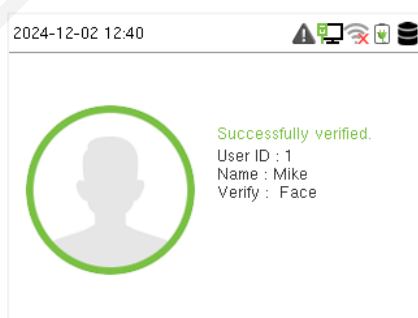 2024-12-02 12:40
Successfully verified.
User ID : 1
Name : Mike
Verify : Face